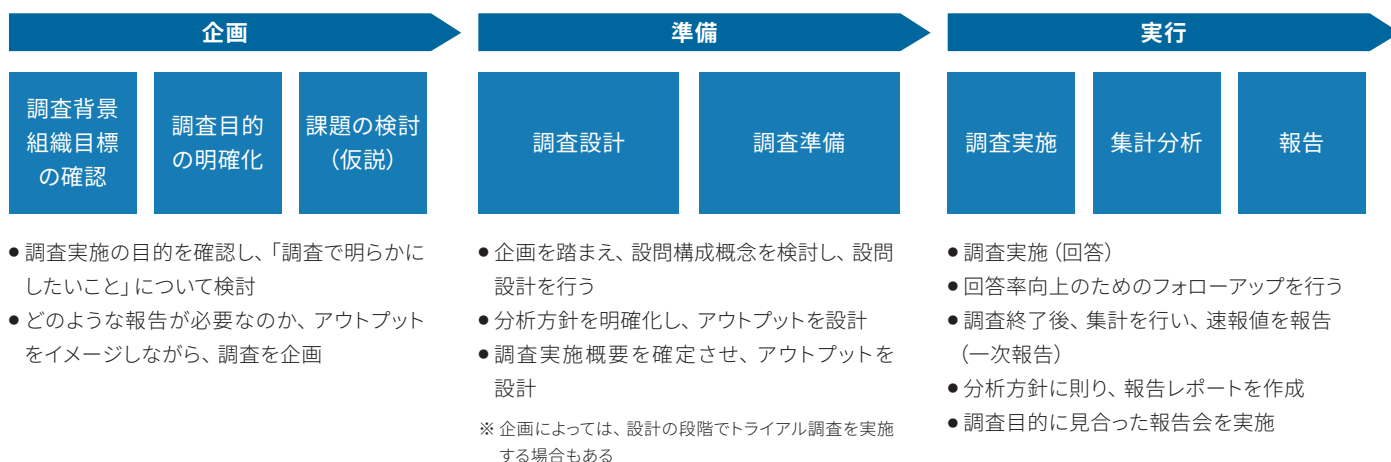 企画
調査背景
組織目標
の確認
調査目的
の明確化
課題の検討
（仮説）
● 調査実施の目的を確認し、「調査で明らかに
したいこと」について検討
● どのような報告が必要なのか、アウトプット
をイメージしながら、調査を企画
準備
調査設計
調査準備
● 企画を踏まえ、設問構成概念を検討し、設問
設計を行う
● 分析方針を明確化し、アウトプットを設計
● 調査実施概要を確定させ、アウトプットを
設計
※ 企画によっては、設計の段階でトライアル調査を実施
する場合もある
実行
調査実施
集計分析
報告
● 調査実施（回答）
● 回答率向上のためのフォローアップを行う
● 調査終了後、集計を行い、速報値を報告
（一次報告）
● 分析方針に則り、報告レポートを作成
● 調査目的に見合った報告会を実施